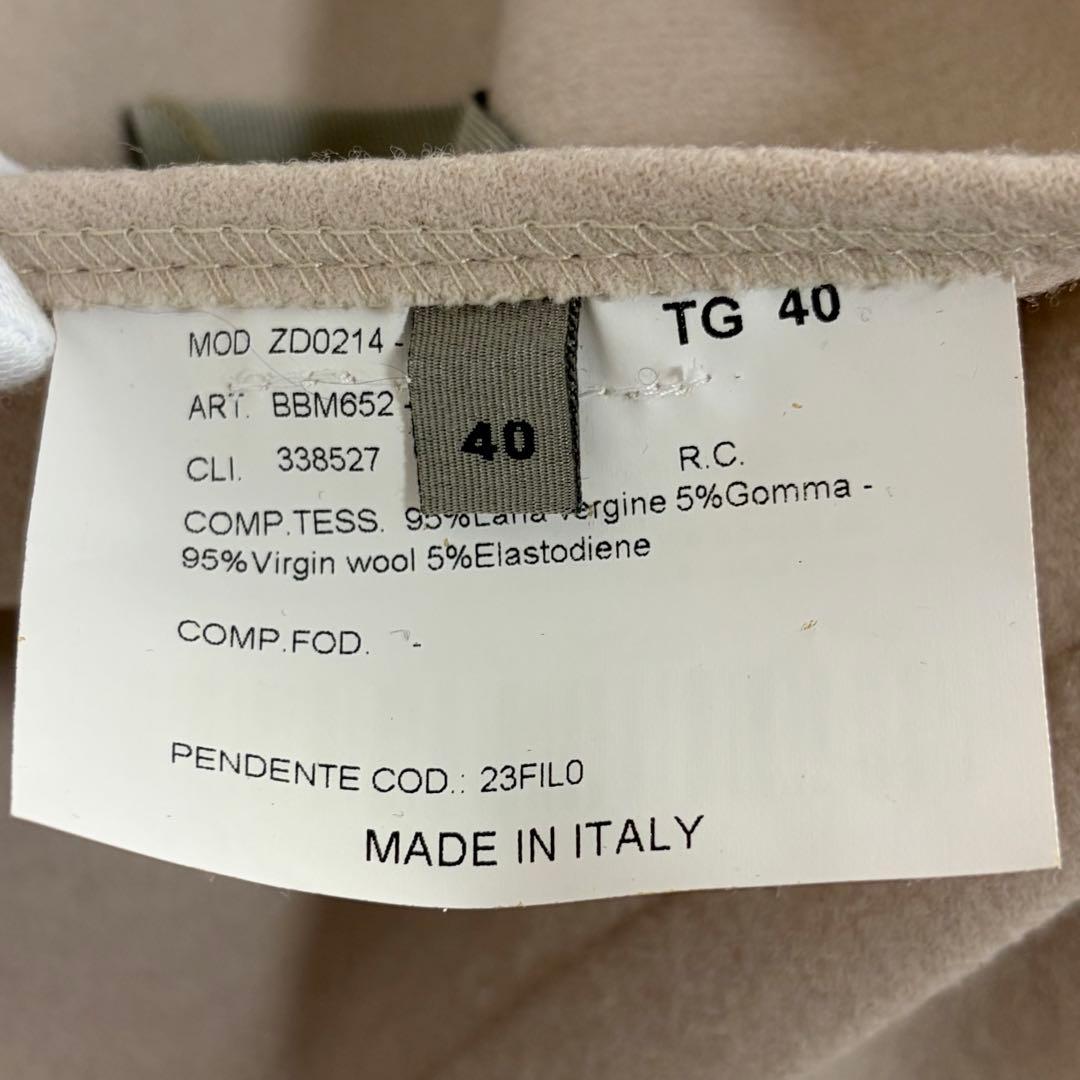 TG 40
MOD ZD0214 -
ART. BBM652 -
40
CLI. 338527
R.C.
COMP.TESS. 95%Lana vergine 5%Gomma -
95%Virgin wool 5%Elastodiene
COMP.FOD. -
PENDENTE COD.: 23FIL0
MADE IN ITALY